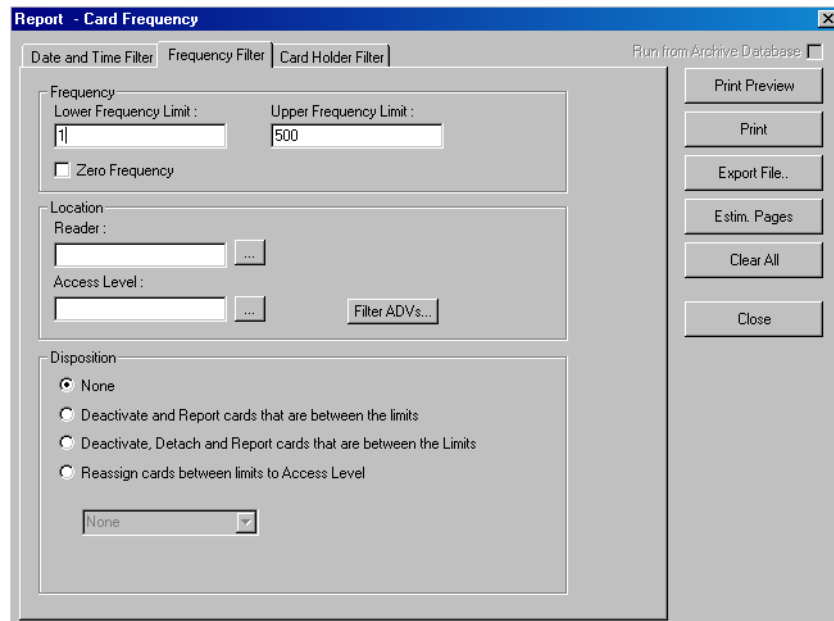 Report - Card Frequency
Date and Time Filter Frequency Filter Card Holder Filter Run from Archive Database
Frequency
Lower Frequency Limit : Upper Frequency Limit :
1 500
Zero Frequency
Location
Reader :
...
Access Level :
... Filter ADVs...
Disposition
None
Deactivate and Report cards that are between the limits
Deactivate, Detach and Report cards that are between the Limits
Reassign cards between limits to Access Level
None
Print Preview
Print
Export File..
Estim. Pages
Clear All
Close